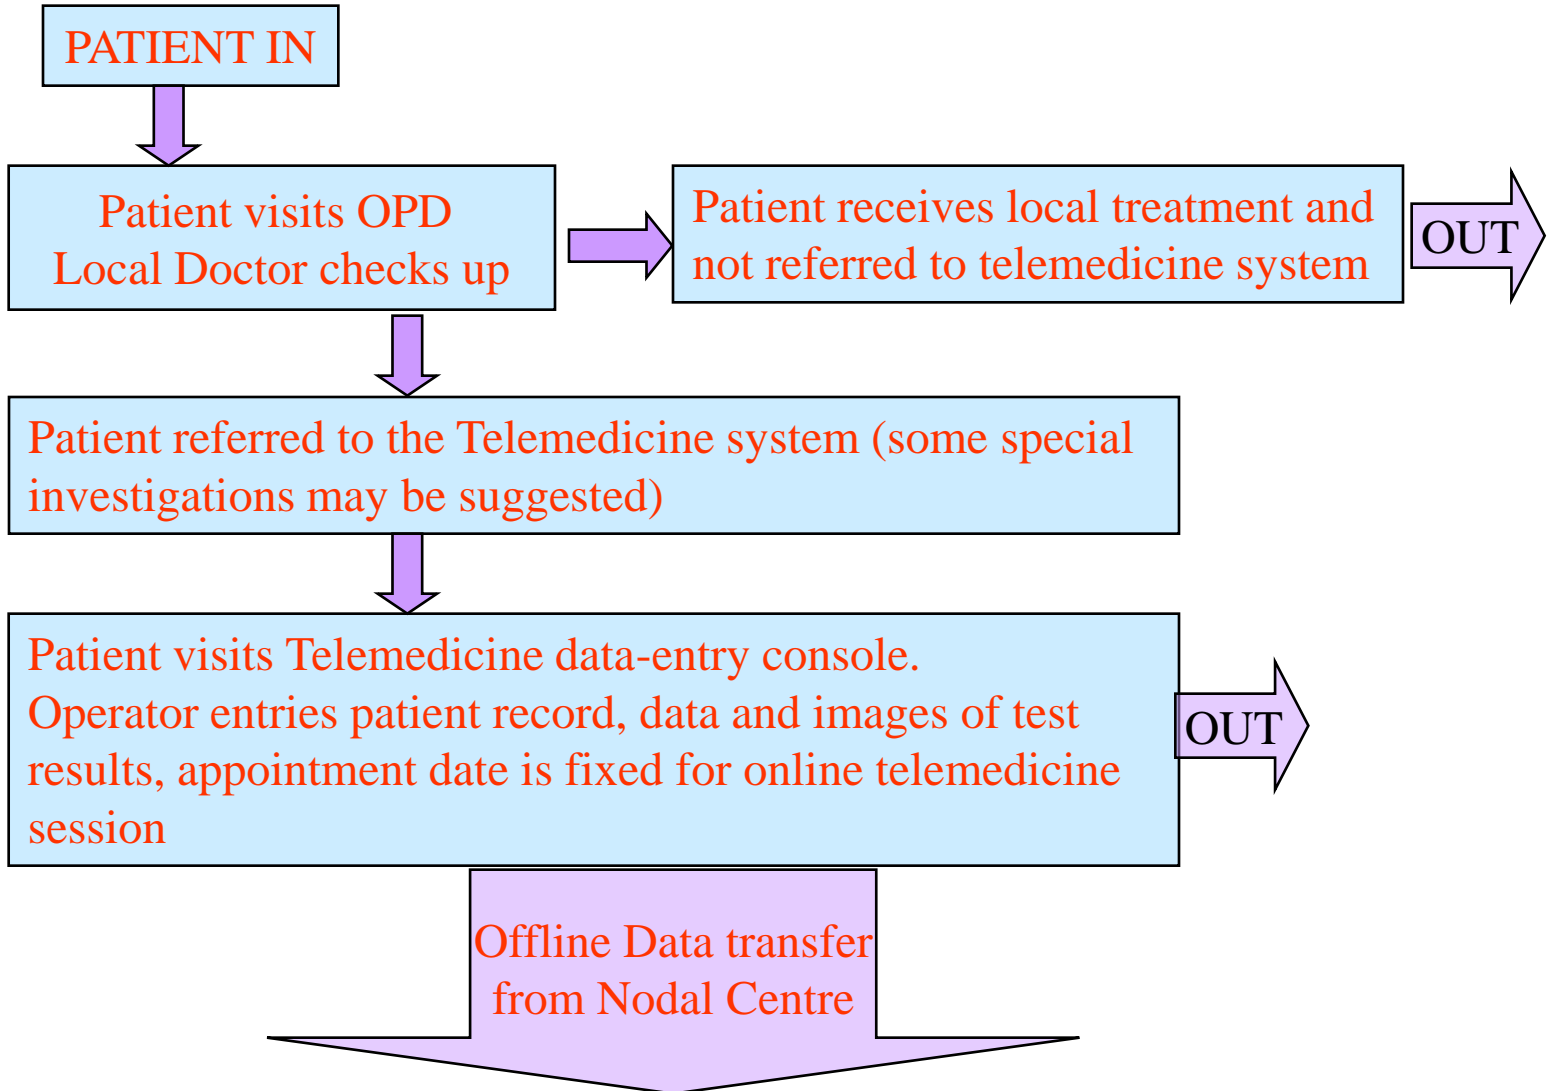 PATIENT IN
Patient visits OPD
Local Doctor checks up
Patient receives local treatment and
not referred to telemedicine system
OUT
Patient referred to the Telemedicine system (some special
investigations may be suggested)
Patient visits Telemedicine data-entry console.
Operator entries patient record, data and images of test
results, appointment date is fixed for online telemedicine
session
OUT
Offline Data transfer
from Nodal Centre